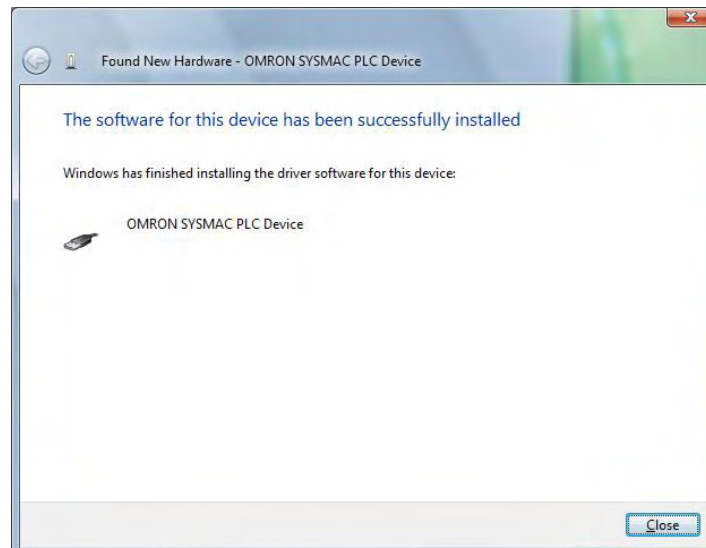 Found New Hardware - OMRON SYSMAC PLC Device
The software for this device has been successfully installed
Windows has finished installing the driver software for this device:
OMRON SYSMAC PLC Device
Close